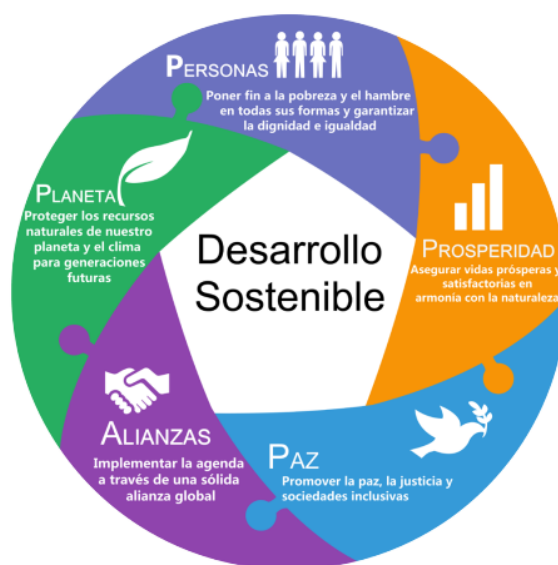 PERSONAS
Poner fin a la pobreza y el hambre
en todas sus formas y garantizar
la dignidad e igualdad
PROSPERIDAD
Asegurar vidas prósperas y
satisfactorias en
armonía con la naturaleza
PAZ
Promover la paz, la justicia y
sociedades inclusivas
ALIANZAS
Implementar la agenda
a través de una sólida
alianza global
PLANETA
Proteger los recursos
naturales de nuestro
planeta y el clima
para generaciones
futuras
Desarrollo
Sostenible